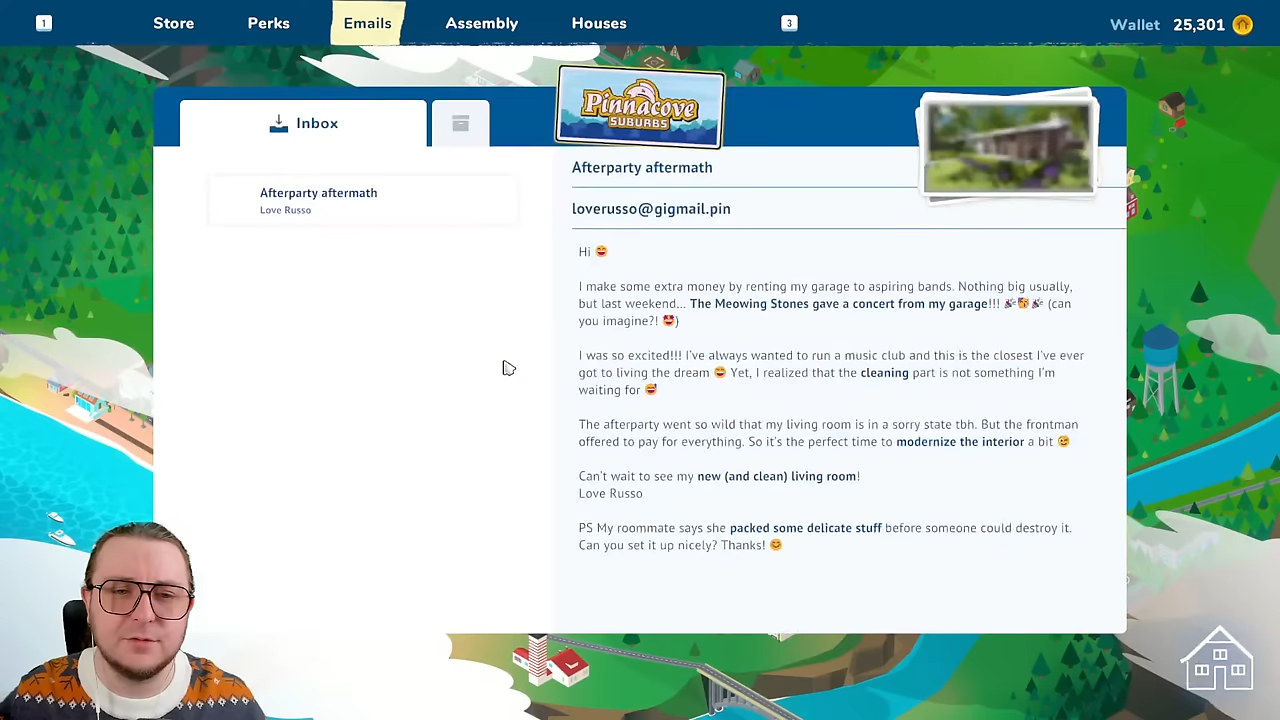 1 Store Perks Emails Assembly Houses 3 Wallet 25,301
Pinnacove
SUBURBS
Inbox
Afterparty aftermath
Love Russo
Afterparty aftermath
loverusso@gigmail.pin
Hi 😄
I make some extra money by renting my garage to aspiring bands. Nothing big usually,
but last weekend... The Meowing Stones gave a concert from my garage!!! 🎉🥳🎉 (can
you imagine?! 🤩)
I was so excited!!! I've always wanted to run a music club and this is the closest I've ever
got to living the dream 😄 Yet, I realized that the cleaning part is not something I'm
waiting for 😅
The afterparty went so wild that my living room is in a sorry state tbh. But the frontman
offered to pay for everything. So it's the perfect time to modernize the interior a bit 😉
Can't wait to see my new (and clean) living room!
Love Russo
PS My roommate says she packed some delicate stuff before someone could destroy it.
Can you set it up nicely? Thanks! 😊